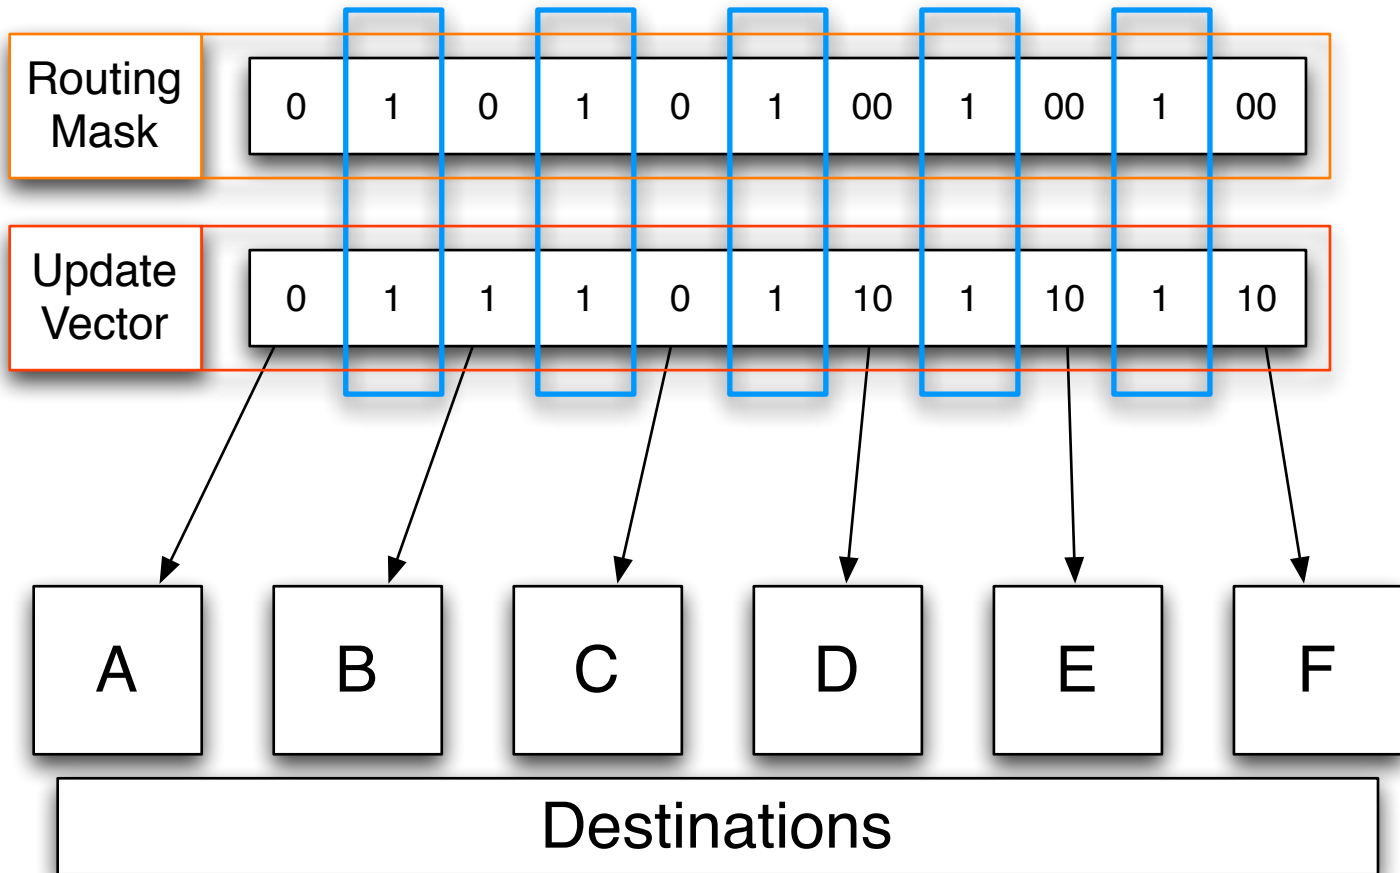 Routing
Mask
0 1 0 1 0 1 00 1 00 1 00
Update
Vector
0 1 1 1 0 1 10 1 10 1 10
A B C D E F
Destinations